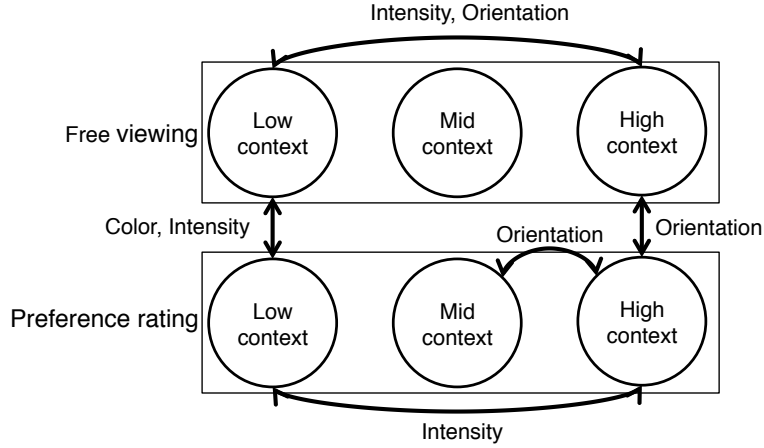 Intensity, Orientation
Free viewing
Low
context
Mid
context
High
context
Color, Intensity
Orientation
Orientation
Preference rating
Low
context
Mid
context
High
context
Intensity